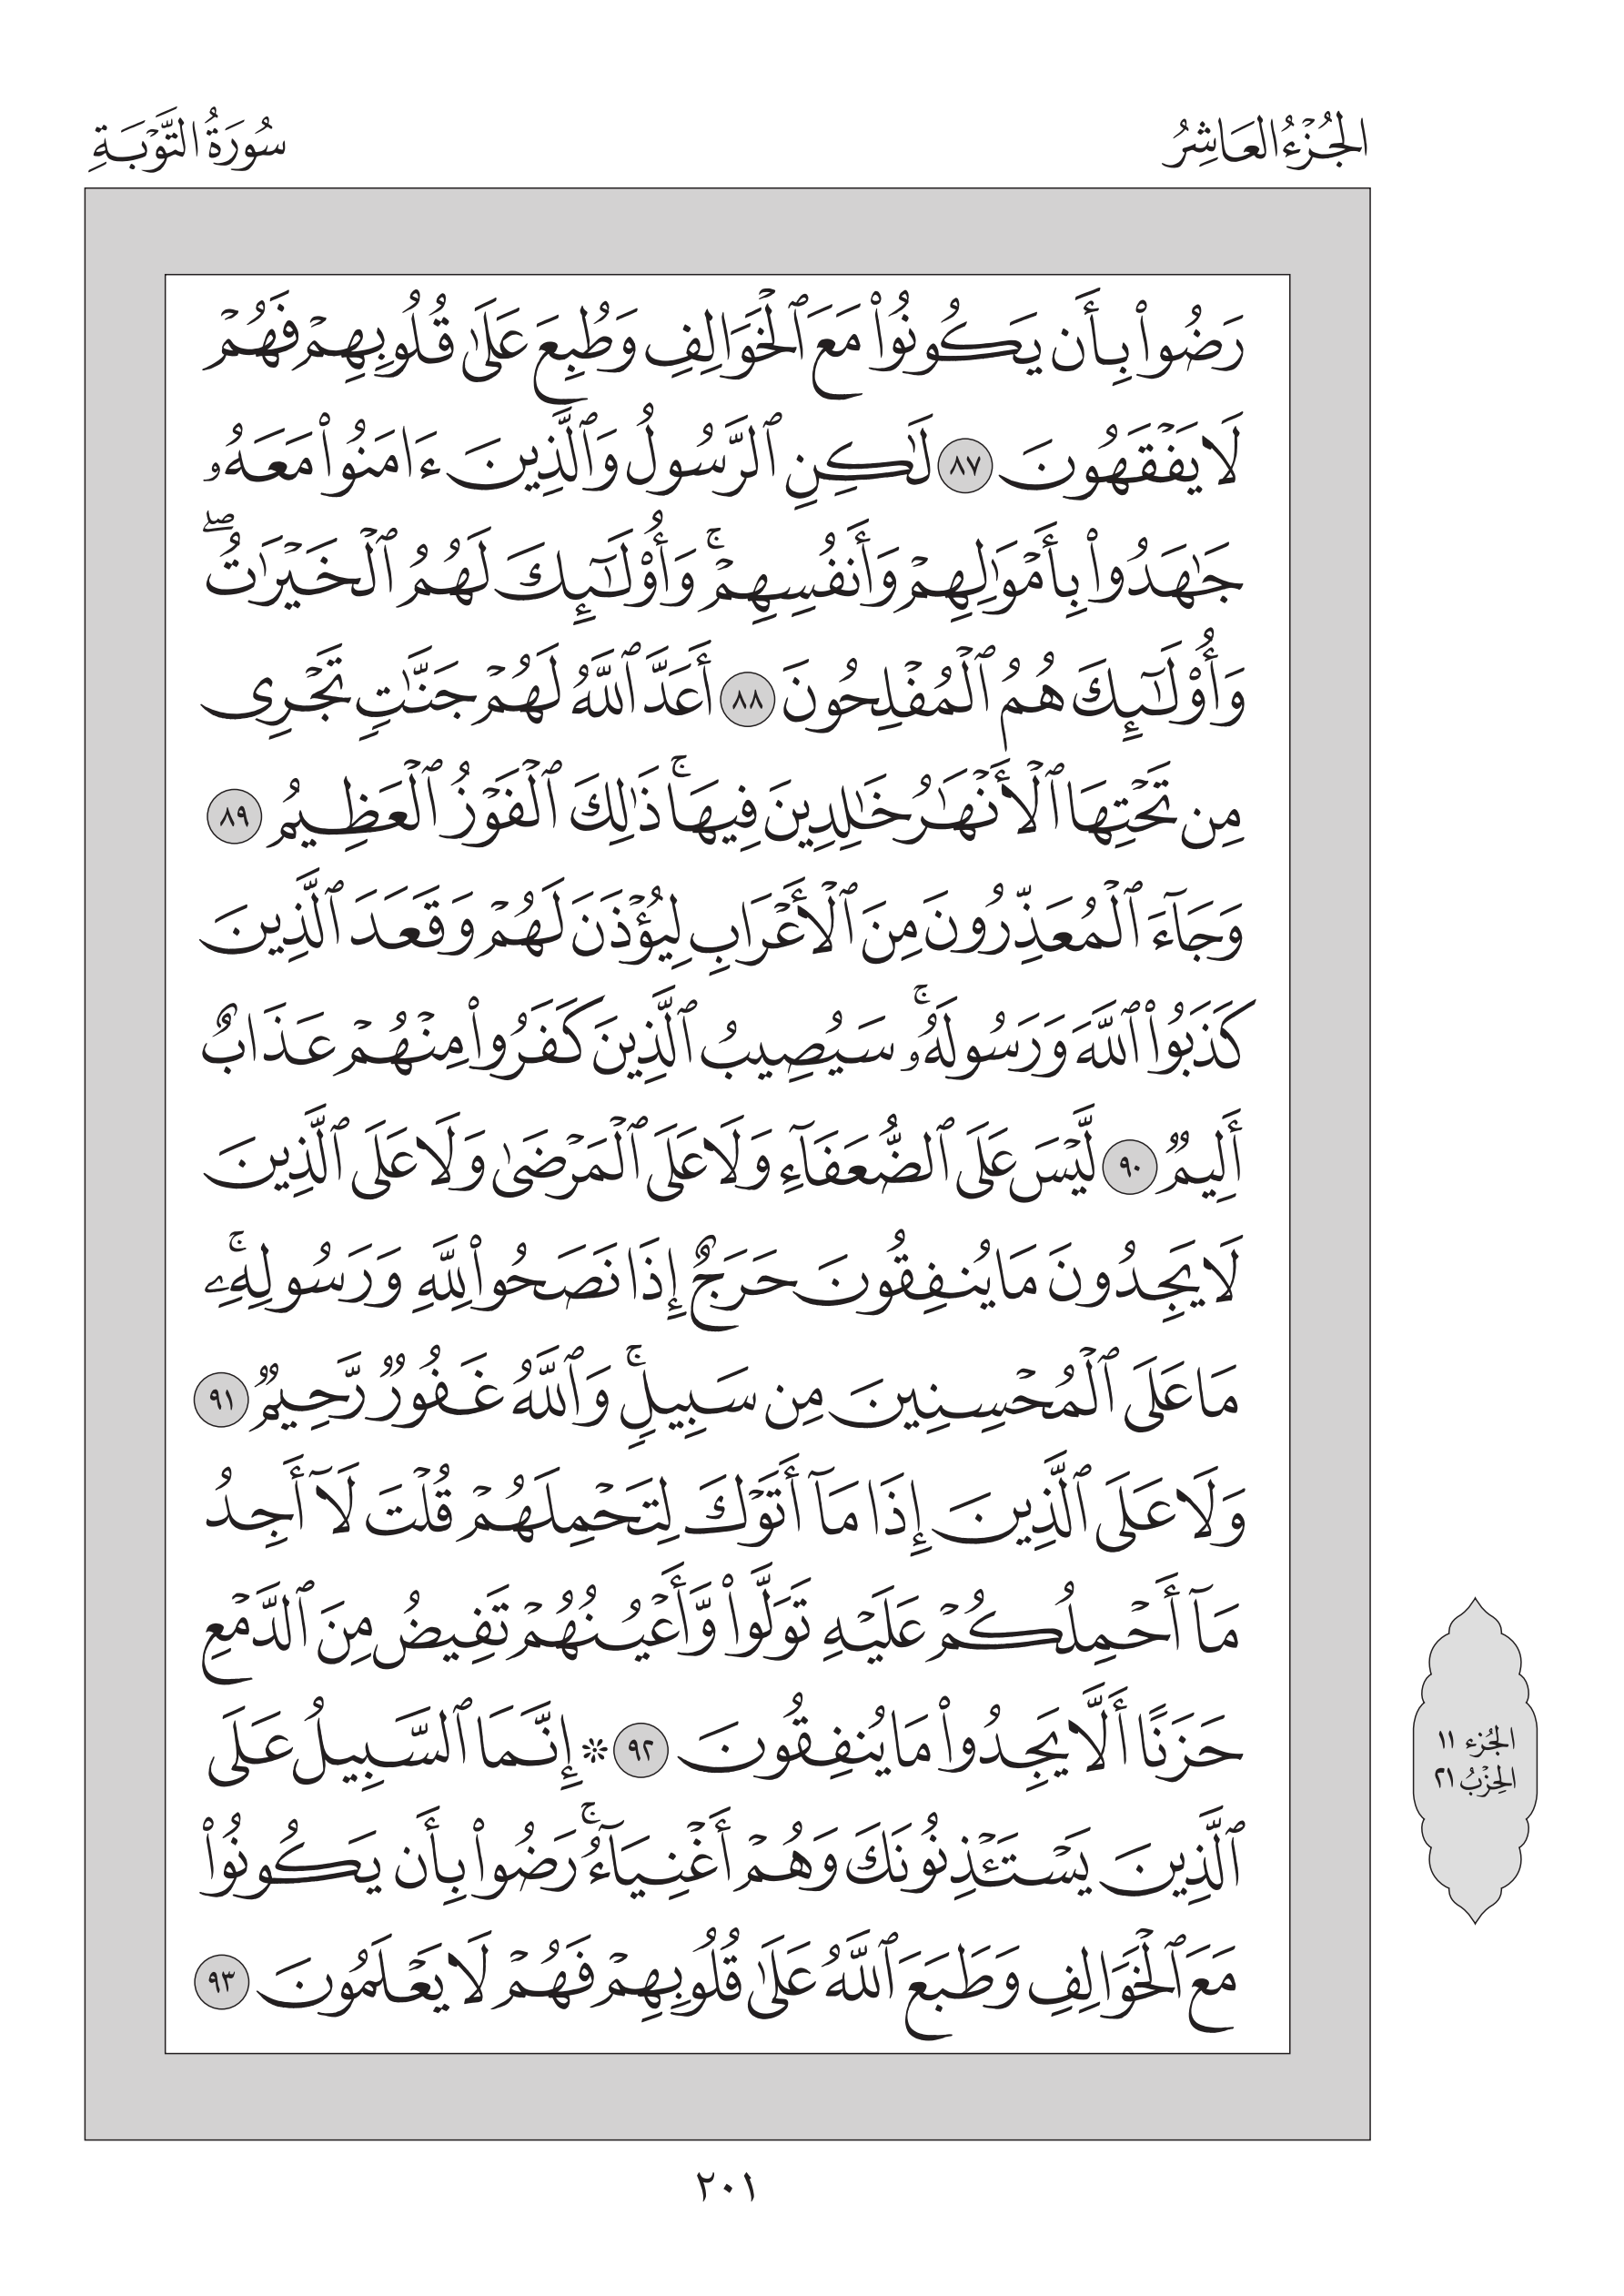 الجُزْءُ العَاشِرُ
سُورَةُ التَّوْبَةِ
رَضُوا۟ بِأَن يَكُونُوا۟ مَعَ ٱلْخَوَالِفِ وَطُبِعَ عَلَىٰ قُلُوبِهِمْ فَهُمْ
لَا يَفْقَهُونَ ٨٧ لَٰكِنِ ٱلرَّسُولُ وَٱلَّذِينَ ءَامَنُوا۟ مَعَهُۥ
جَٰهَدُوا۟ بِأَمْوَٰلِهِمْ وَأَنفُسِهِمْ ۚ وَأُو۟لَٰٓئِكَ لَهُمُ ٱلْخَيْرَٰتُ ۖ
وَأُو۟لَٰٓئِكَ هُمُ ٱلْمُفْلِحُونَ ٨٨ أَعَدَّ ٱللَّهُ لَهُمْ جَنَّٰتٍ تَجْرِى
مِن تَحْتِهَا ٱلْأَنْهَٰرُ خَٰلِدِينَ فِيهَا ۚ ذَٰلِكَ ٱلْفَوْزُ ٱلْعَظِيمُ ٨٩
وَجَآءَ ٱلْمُعَذِّرُونَ مِنَ ٱلْأَعْرَابِ لِيُؤْذَنَ لَهُمْ وَقَعَدَ ٱلَّذِينَ
كَذَبُوا۟ ٱللَّهَ وَرَسُولَهُۥ ۚ سَيُصِيبُ ٱلَّذِينَ كَفَرُوا۟ مِنْهُمْ عَذَابٌ
أَلِيمٌ ٩٠ لَّيْسَ عَلَى ٱلضُّعَفَآءِ وَلَا عَلَى ٱلْمَرْضَىٰ وَلَا عَلَى ٱلَّذِينَ
لَا يَجِدُونَ مَا يُنفِقُونَ حَرَجٌ إِذَا نَصَحُوا۟ لِلَّهِ وَرَسُولِهِۦ ۚ
مَا عَلَى ٱلْمُحْسِنِينَ مِن سَبِيلٍ ۚ وَٱللَّهُ غَفُورٌ رَّحِيمٌ ٩١
وَلَا عَلَى ٱلَّذِينَ إِذَا مَآ أَتَوْكَ لِتَحْمِلَهُمْ قُلْتَ لَآ أَجِدُ
مَآ أَحْمِلُكُمْ عَلَيْهِ تَوَلَّوا۟ وَّأَعْيُنُهُمْ تَفِيضُ مِنَ ٱلدَّمْعِ
حَزَنًا أَلَّا يَجِدُوا۟ مَا يُنفِقُونَ ٩٢ ۞ إِنَّمَا ٱلسَّبِيلُ عَلَى
ٱلَّذِينَ يَسْتَـْٔذِنُونَكَ وَهُمْ أَغْنِيَآءُ ۚ رَضُوا۟ بِأَن يَكُونُوا۟
مَعَ ٱلْخَوَالِفِ وَطَبَعَ ٱللَّهُ عَلَىٰ قُلُوبِهِمْ فَهُمْ لَا يَعْلَمُونَ ٩٣
الجُزء ١١
الحِزْبُ ٢١
٢٠١